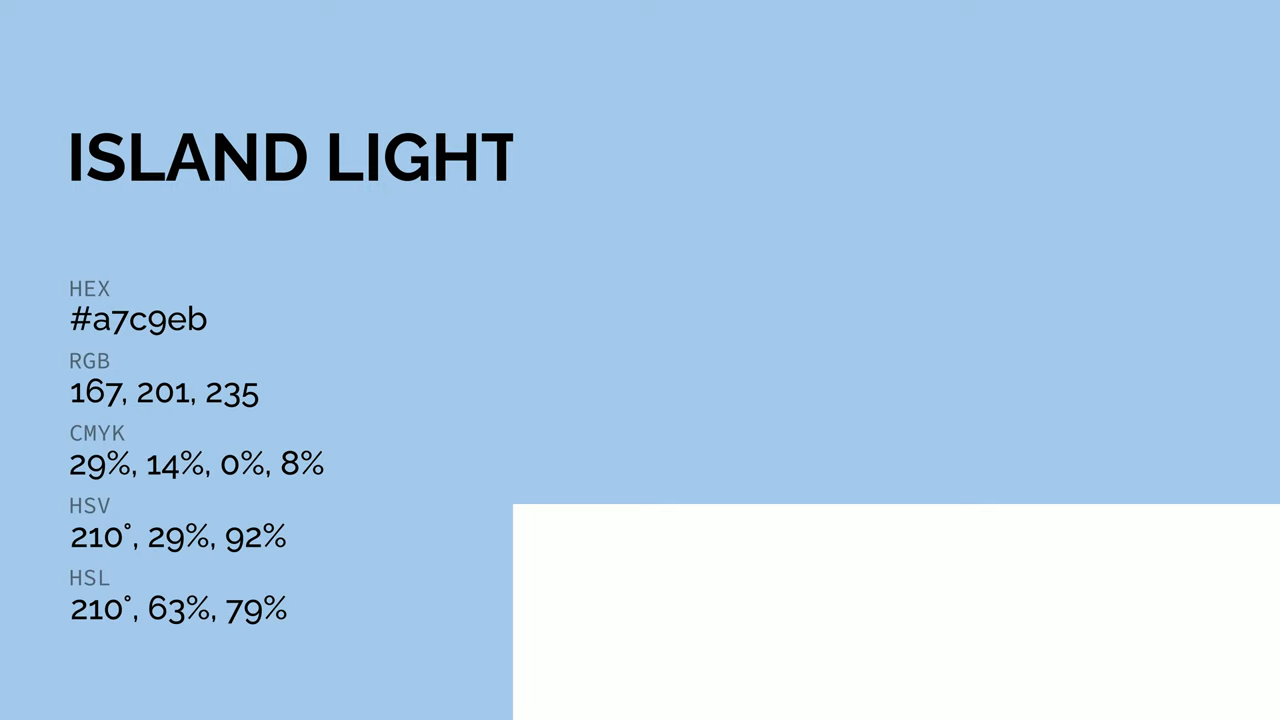 ISLAND LIGHT
HEX
#a7c9eb
RGB
167, 201, 235
CMYK
29%, 14%, 0%, 8%
HSV
210°, 29%, 92%
HSL
210°, 63%, 79%